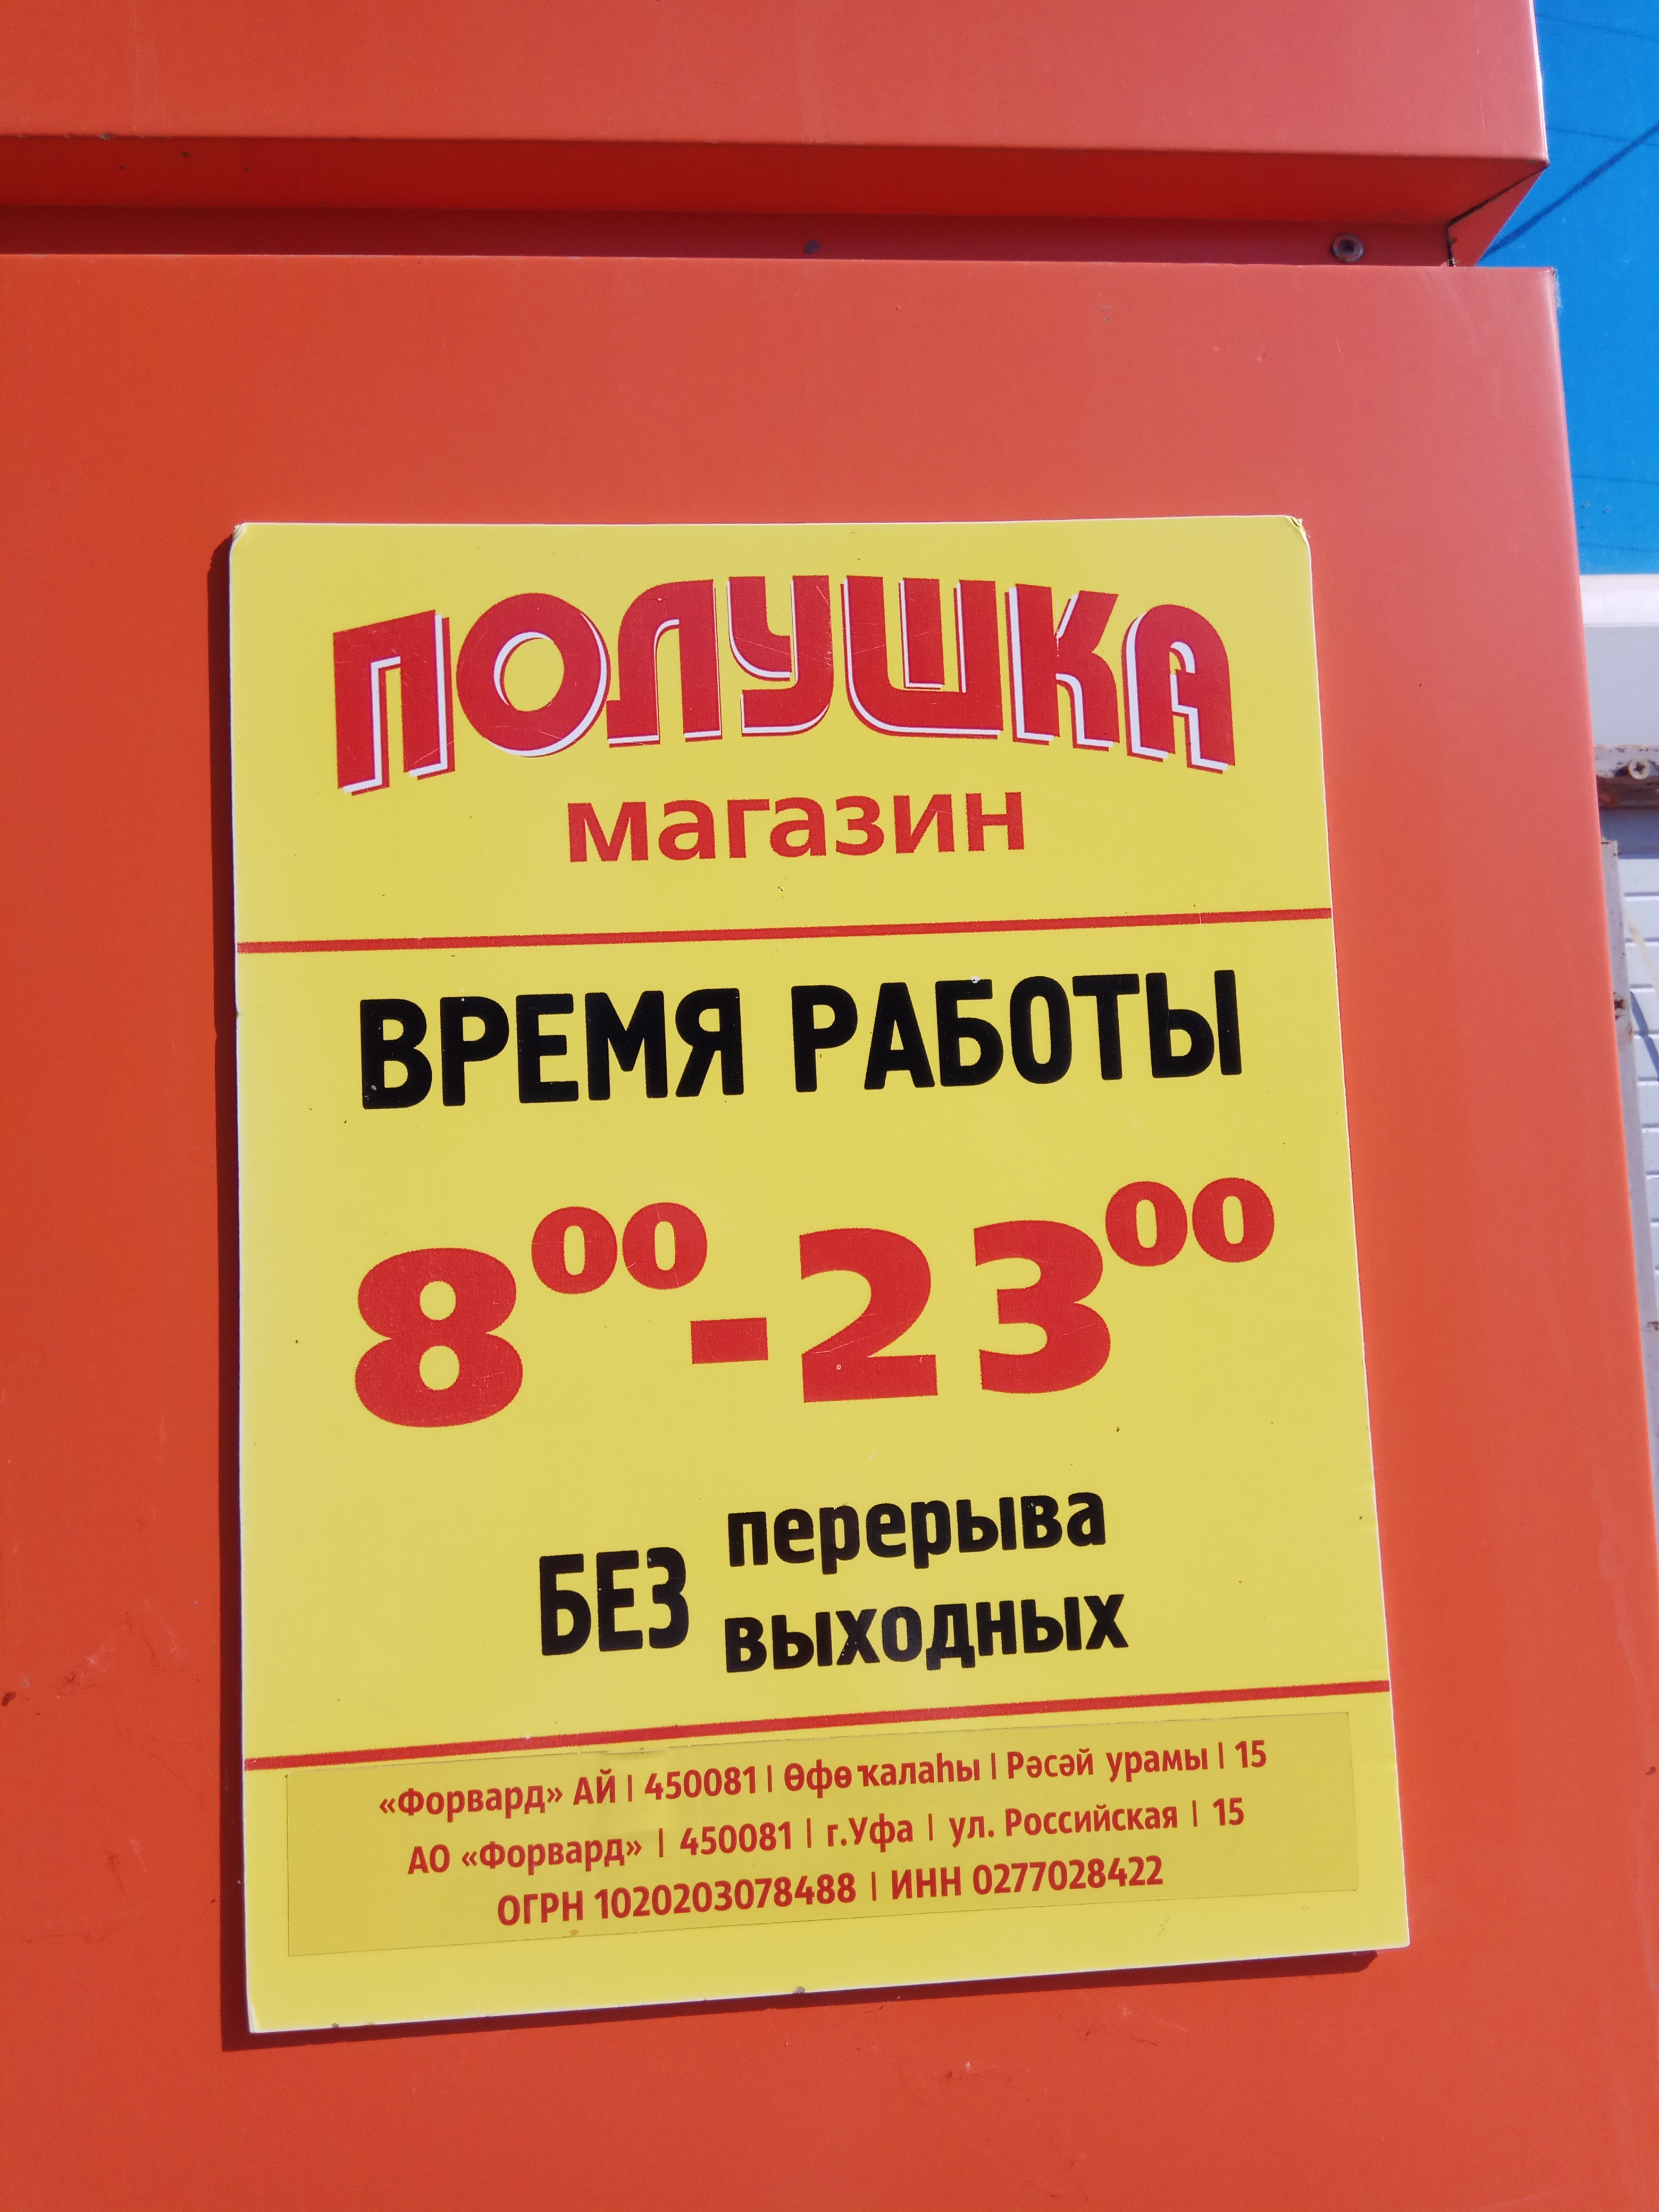 ПОЛУШКА
магазин
ВРЕМЯ РАБОТЫ
8⁰⁰-23⁰⁰
БЕЗ перерыва
выходных
«Форвард» АЙ | 450081 | Өфө ҡалаһы | Рәсәй урамы | 15
АО «Форвард» | 450081 | г.Уфа | ул. Российская | 15
ОГРН 1020203078488 | ИНН 0277028422